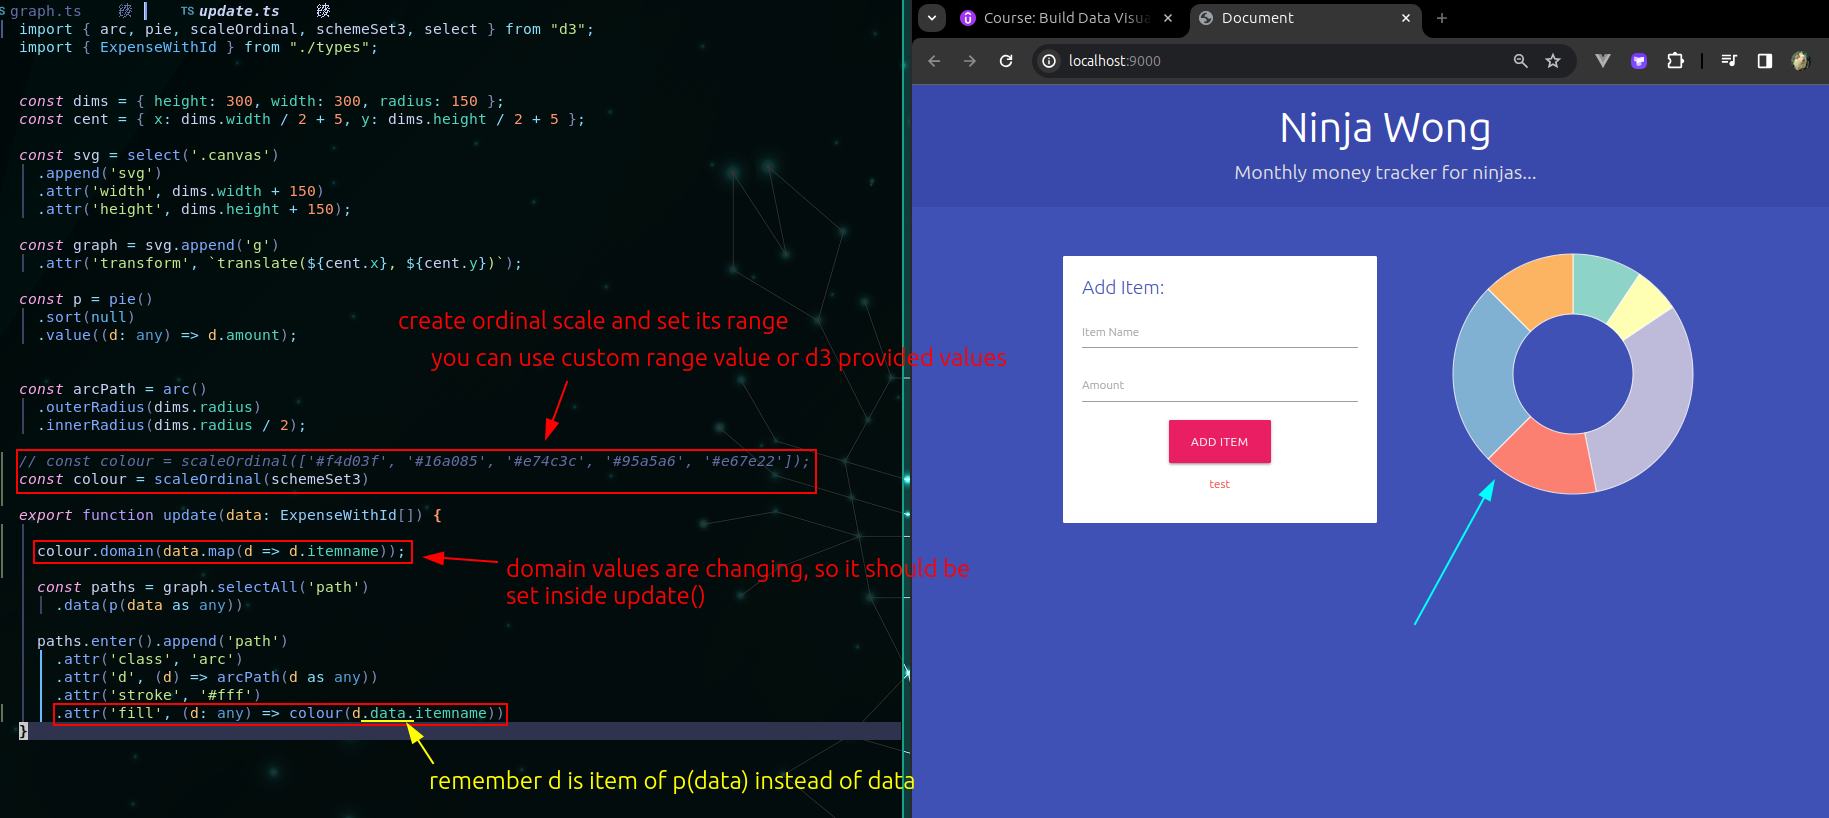 graph.ts
TS update.ts
import { arc, pie, scaleOrdinal, schemeSet3, select } from "d3";
import { ExpenseWithId } from "./types";
const dims = { height: 300, width: 300, radius: 150 };
const cent = { x: dims.width / 2 + 5, y: dims.height / 2 + 5 };
const svg = select('.canvas')
.append('svg')
.attr('width', dims.width + 150)
.attr('height', dims.height + 150);
const graph = svg.append('g')
.attr('transform', `translate(${cent.x}, ${cent.y})`);
const p = pie()
.sort(null)
.value((d: any) => d.amount);
create ordinal scale and set its range
you can use custom range value or d3 provided values
const arcPath = arc()
.outerRadius(dims.radius)
.innerRadius(dims.radius / 2);
// const colour = scaleOrdinal(['#f4d03f', '#16a085', '#e74c3c', '#95a5a6', '#e67e22']);
const colour = scaleOrdinal(schemeSet3)
export function update(data: ExpenseWithId[]) {
colour.domain(data.map(d => d.itemname));
domain values are changing, so it should be
set inside update()
const paths = graph.selectAll('path')
.data(p(data as any))
paths.enter().append('path')
.attr('class', 'arc')
.attr('d', (d) => arcPath(d as any))
.attr('stroke', '#fff')
.attr('fill', (d: any) => colour(d.data.itemname))
}
remember d is item of p(data) instead of data
Course: Build Data Visua
Document
localhost:9000
Ninja Wong
Monthly money tracker for ninjas...
Add Item:
Item Name
Amount
ADD ITEM
test